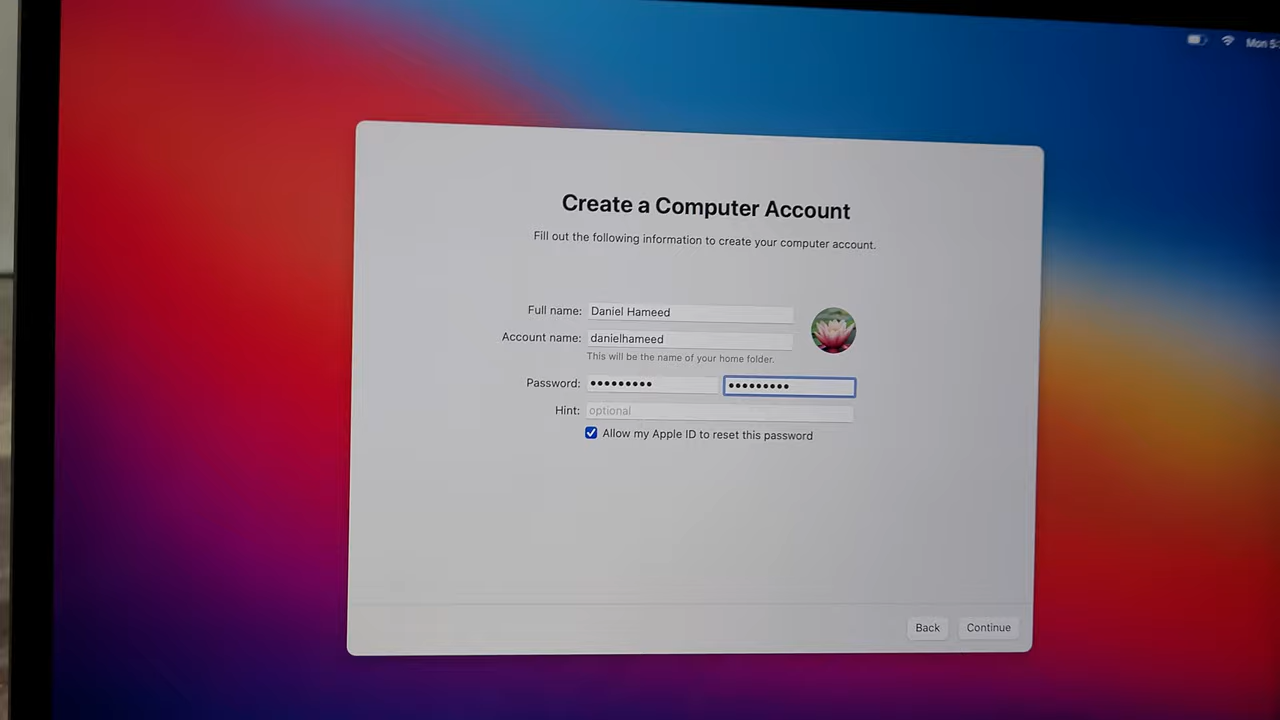 Mon 5:
Create a Computer Account
Fill out the following information to create your computer account.
Full name: Daniel Hameed
Account name: danielhameed
This will be the name of your home folder.
Password: ••••••••• •••••••••
Hint: optional
Allow my Apple ID to reset this password
Back Continue